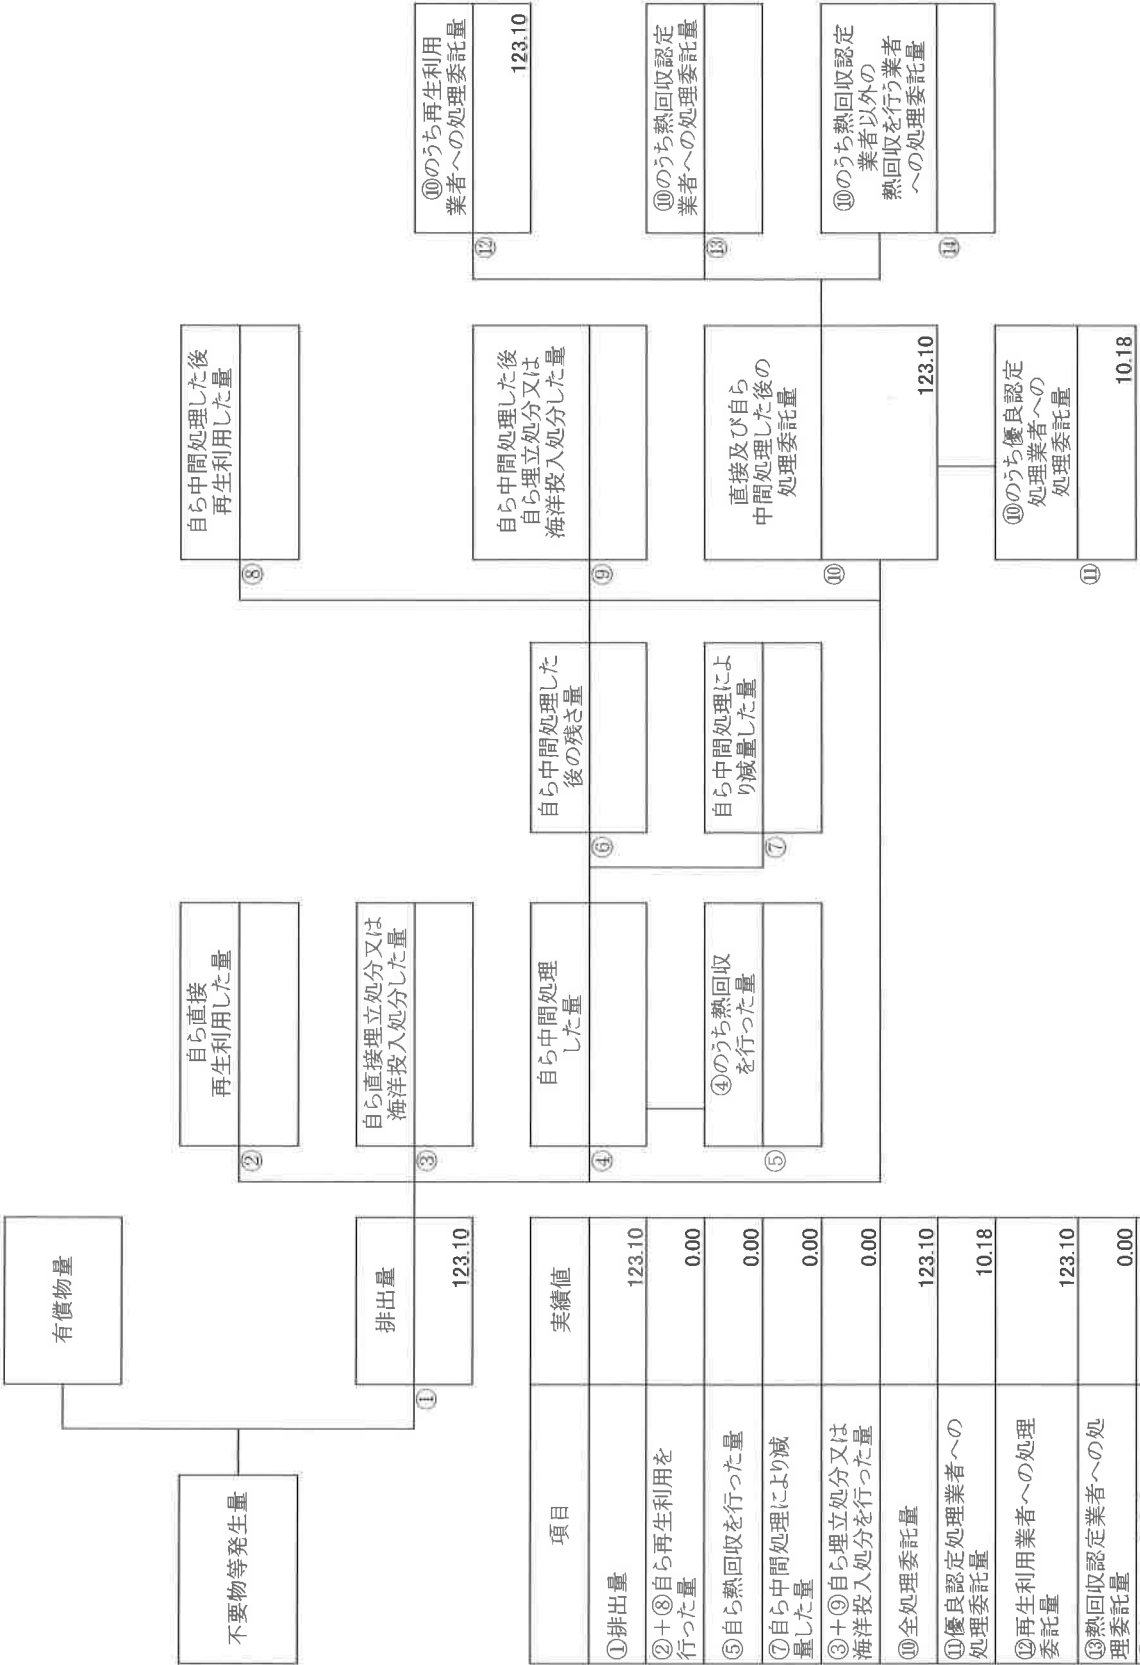 不要物等発生量
有償物量
①
排出量
123.10
②
自ら直接
再生利用した量
③
自ら直接埋立処分又は
海洋投入処分した量
④
自ら中間処理
した量
⑤
④のうち熱回収
を行った量
⑥
自ら中間処理した
後の残さ量
⑦
自ら中間処理によ
り減量した量
⑧
自ら中間処理した後
再生利用した量
⑨
自ら中間処理した後
自ら埋立処分又は
海洋投入処分した量
⑩
直接及び自ら
中間処理した後の
処理委託量
123.10
⑪
⑩のうち優良認定
処理業者への
処理委託量
10.18
⑫
⑩のうち再生利用
業者への処理委託量
123.10
⑬
⑩のうち熱回収認定
業者への処理委託量
⑭
⑩のうち熱回収認定
業者以外の
熱回収を行う業者
への処理委託量
項目 実績値
①排出量 123.10
②+⑧自ら再生利用を
行った量 0.00
⑤自ら熱回収を行った量 0.00
⑦自ら中間処理により減
量した量 0.00
③+⑨自ら埋立処分又は
海洋投入処分を行った量 0.00
⑩全処理委託量 123.10
⑪優良認定処理業者への
処理委託量 10.18
⑫再生利用業者への処理
委託量 123.10
⑬熱回収認定業者への処
理委託量 0.00